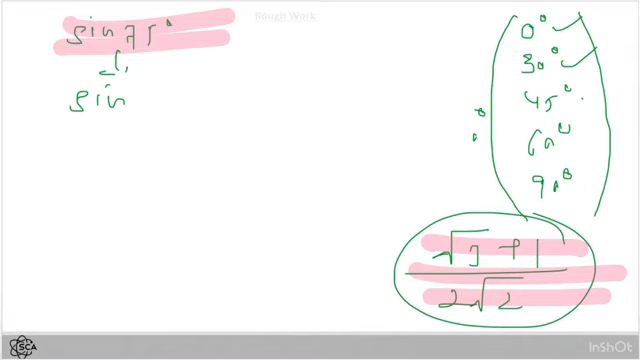 Rough Work
sin 75°
sin
0°
30°
45°
60°
90°
√3 + 1
2√2
SCA
InShOt